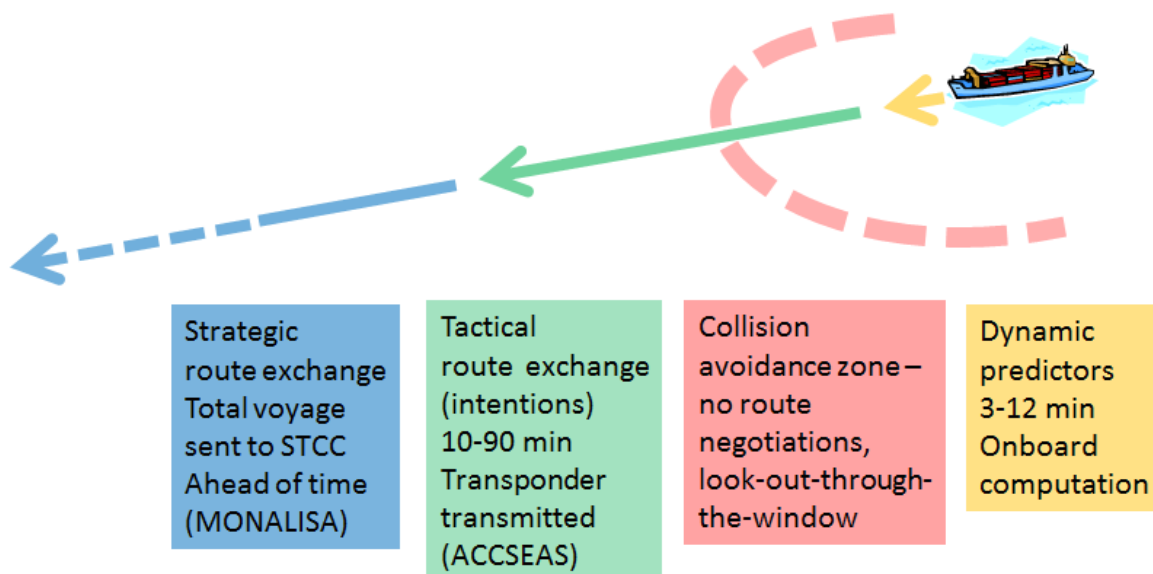 Strategic
route exchange
Total voyage
sent to STCC
Ahead of time
(MONALISA)
Tactical
route exchange
(intentions)
10-90 min
Transponder
transmitted
(ACCSEAS)
Collision
avoidance zone –
no route
negotiations,
look-out-through-
the-window
Dynamic
predictors
3-12 min
Onboard
computation